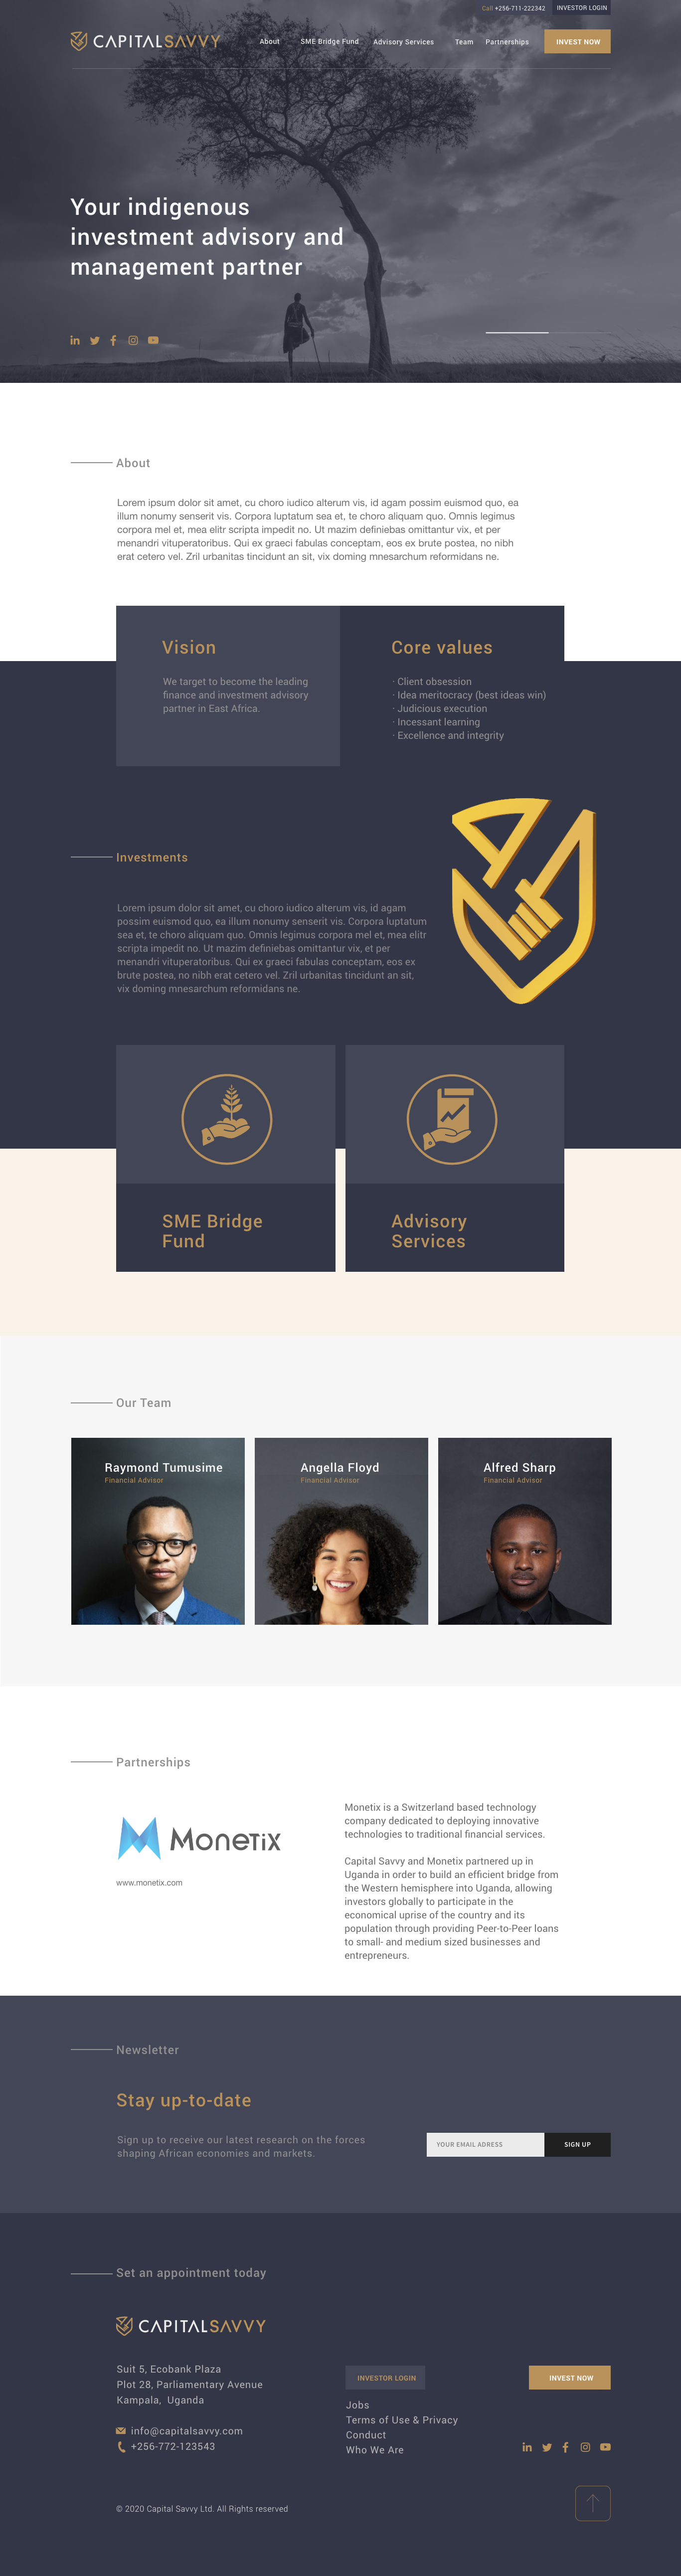 Call +256-711-222342
INVESTOR LOGIN
CAPITALSAVVY
About
SME Bridge Fund
Advisory Services
Team
Partnerships
INVEST NOW
Your indigenous
investment advisory and
management partner
About
Lorem ipsum dolor sit amet, cu choro iudico alterum vis, id agam possim euismod quo, ea
illum nonumy senserit vis. Corpora luptatum sea et, te choro aliquam quo. Omnis legimus
corpora mel et, mea elitr scripta impedit no. Ut mazim definiebas omittantur vix, et per
menandri vituperatoribus. Qui ex graeci fabulas conceptam, eos ex brute postea, no nibh
erat cetero vel. Zril urbanitas tincidunt an sit, vix doming mnesarchum reformidans ne.
Vision
We target to become the leading
finance and investment advisory
partner in East Africa.
Core values
· Client obsession
· Idea meritocracy (best ideas win)
· Judicious execution
· Incessant learning
· Excellence and integrity
Investments
Lorem ipsum dolor sit amet, cu choro iudico alterum vis, id agam
possim euismod quo, ea illum nonumy senserit vis. Corpora luptatum
sea et, te choro aliquam quo. Omnis legimus corpora mel et, mea elitr
scripta impedit no. Ut mazim definiebas omittantur vix, et per
menandri vituperatoribus. Qui ex graeci fabulas conceptam, eos ex
brute postea, no nibh erat cetero vel. Zril urbanitas tincidunt an sit,
vix doming mnesarchum reformidans ne.
SME Bridge
Fund
Advisory
Services
Our Team
Raymond Tumusime
Financial Advisor
Angella Floyd
Financial Advisor
Alfred Sharp
Financial Advisor
Partnerships
Monetix
www.monetix.com
Monetix is a Switzerland based technology
company dedicated to deploying innovative
technologies to traditional financial services.
Capital Savvy and Monetix partnered up in
Uganda in order to build an efficient bridge from
the Western hemisphere into Uganda, allowing
investors globally to participate in the
economical uprise of the country and its
population through providing Peer-to-Peer loans
to small- and medium sized businesses and
entrepreneurs.
Newsletter
Stay up-to-date
Sign up to receive our latest research on the forces
shaping African economies and markets.
YOUR EMAIL ADRESS
SIGN UP
Set an appointment today
CAPITALSAVVY
Suit 5, Ecobank Plaza
Plot 28, Parliamentary Avenue
Kampala, Uganda
info@capitalsavvy.com
+256-772-123543
INVESTOR LOGIN
Jobs
Terms of Use & Privacy
Conduct
Who We Are
INVEST NOW
© 2020 Capital Savvy Ltd. All Rights reserved